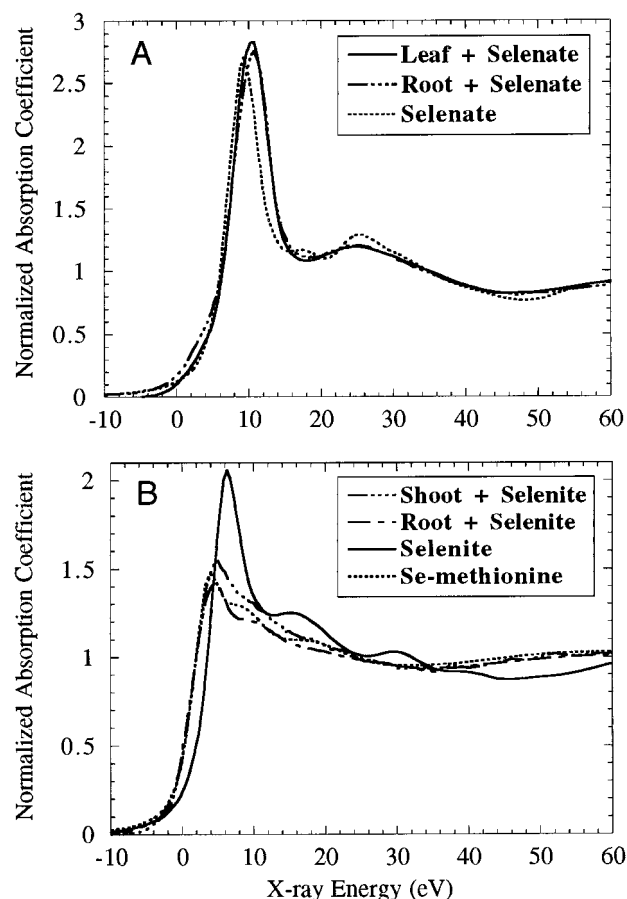 A
Leaf + Selenate
Root + Selenate
Selenate
Normalized Absorption Coefficient
3
2.5
2
1.5
1
0.5
0
-10 0 10 20 30 40 50 60
B
Shoot + Selenite
Root + Selenite
Selenite
Se-methionine
Normalized Absorption Coefficient
2
1.5
1
0.5
0
-10 0 10 20 30 40 50 60
X-ray Energy (eV)